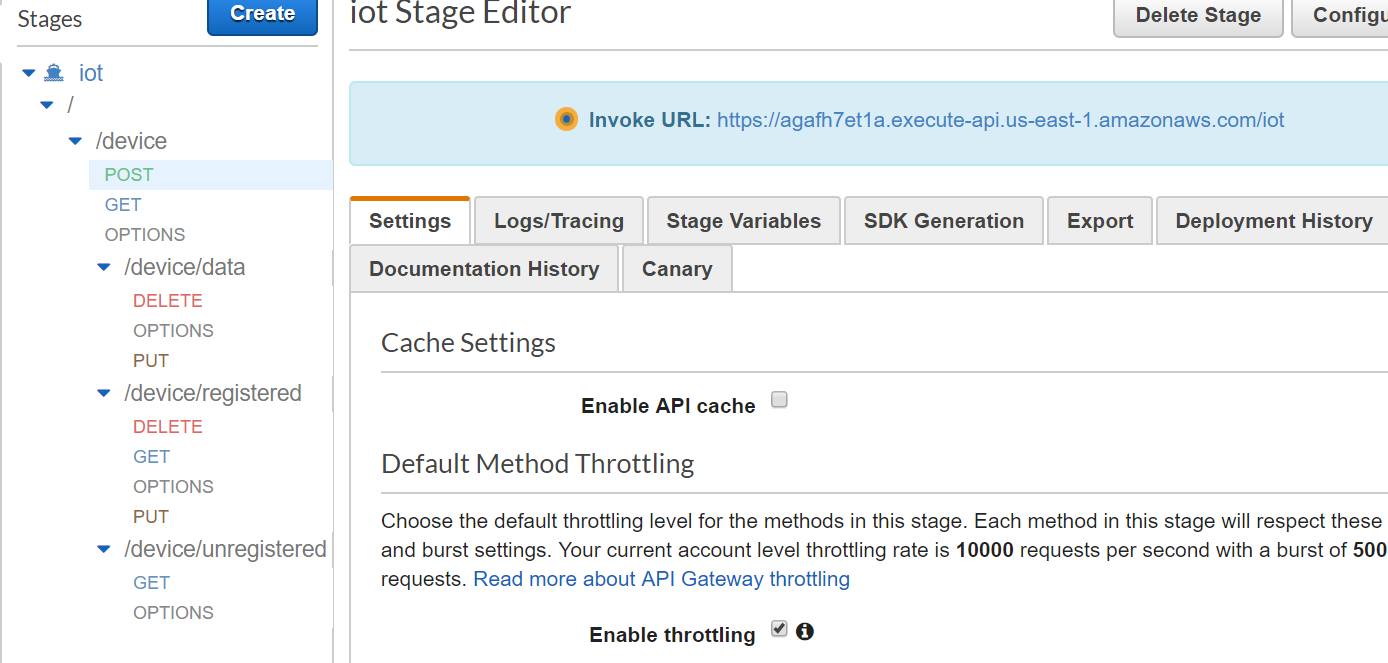 Stages
Create
iot
/
/device
POST
GET
OPTIONS
/device/data
DELETE
OPTIONS
PUT
/device/registered
DELETE
GET
OPTIONS
PUT
/device/unregistered
GET
OPTIONS
iot Stage Editor
Delete Stage
Configu
Invoke URL: https://agafh7et1a.execute-api.us-east-1.amazonaws.com/iot
Settings
Logs/Tracing
Stage Variables
SDK Generation
Export
Deployment History
Documentation History
Canary
Cache Settings
Enable API cache
Default Method Throttling
Choose the default throttling level for the methods in this stage. Each method in this stage will respect these
and burst settings. Your current account level throttling rate is 10000 requests per second with a burst of 500
requests. Read more about API Gateway throttling
Enable throttling